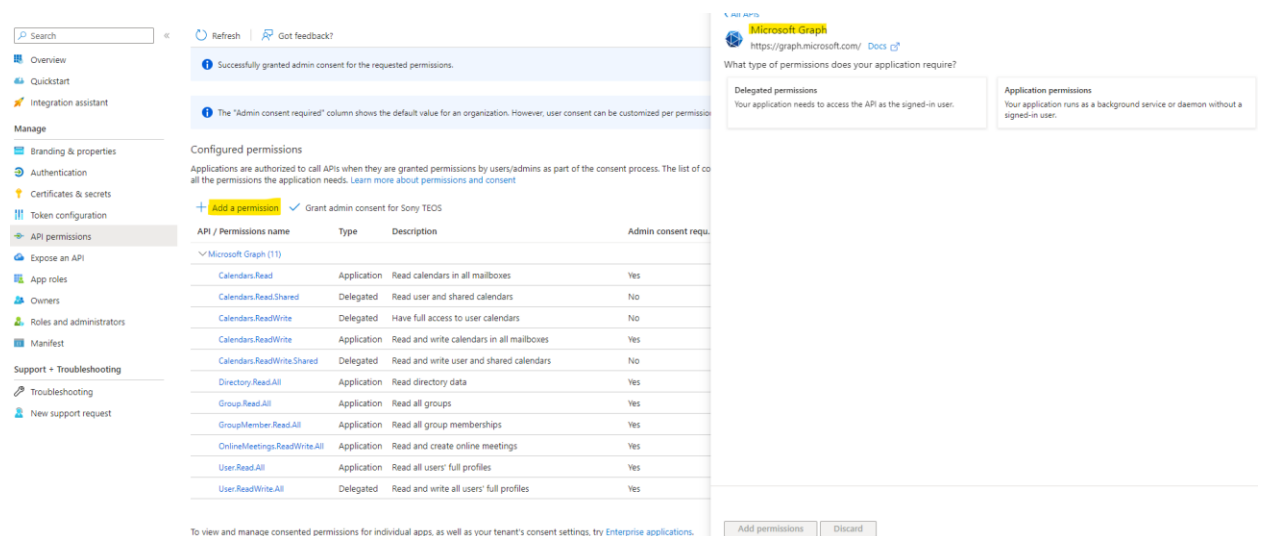 Search
«
Overview
Quickstart
Integration assistant
Manage
Branding & properties
Authentication
Certificates & secrets
Token configuration
API permissions
Expose an API
App roles
Owners
Roles and administrators
Manifest
Support + Troubleshooting
Troubleshooting
New support request
Refresh
Got feedback?
Successfully granted admin consent for the requested permissions.
The "Admin consent required" column shows the default value for an organization. However, user consent can be customized per permission
Configured permissions
Applications are authorized to call APIs when they are granted permissions by users/admins as part of the consent process. The list of co
all the permissions the application needs. Learn more about permissions and consent
+ Add a permission ✓ Grant admin consent for Sony TEOS
API / Permissions name Type Description Admin consent requ.
Microsoft Graph (11)
Calendars.Read Application Read calendars in all mailboxes Yes
Calendars.Read.Shared Delegated Read user and shared calendars No
Calendars.ReadWrite Delegated Have full access to user calendars No
Calendars.ReadWrite Application Read and write calendars in all mailboxes Yes
Calendars.ReadWrite.Shared Delegated Read and write user and shared calendars No
Directory.Read.All Application Read directory data Yes
Group.Read.All Application Read all groups Yes
GroupMember.Read.All Application Read all group memberships Yes
OnlineMeetings.ReadWrite.All Application Read and create online meetings Yes
User.Read.All Application Read all users' full profiles Yes
User.ReadWrite.All Delegated Read and write all users' full profiles Yes
To view and manage consented permissions for individual apps, as well as your tenant's consent settings, try Enterprise applications.
All APIs
Microsoft Graph
https://graph.microsoft.com/ Docs
What type of permissions does your application require?
Delegated permissions
Your application needs to access the API as the signed-in user.
Application permissions
Your application runs as a background service or daemon without a
signed-in user.
Add permissions
Discard